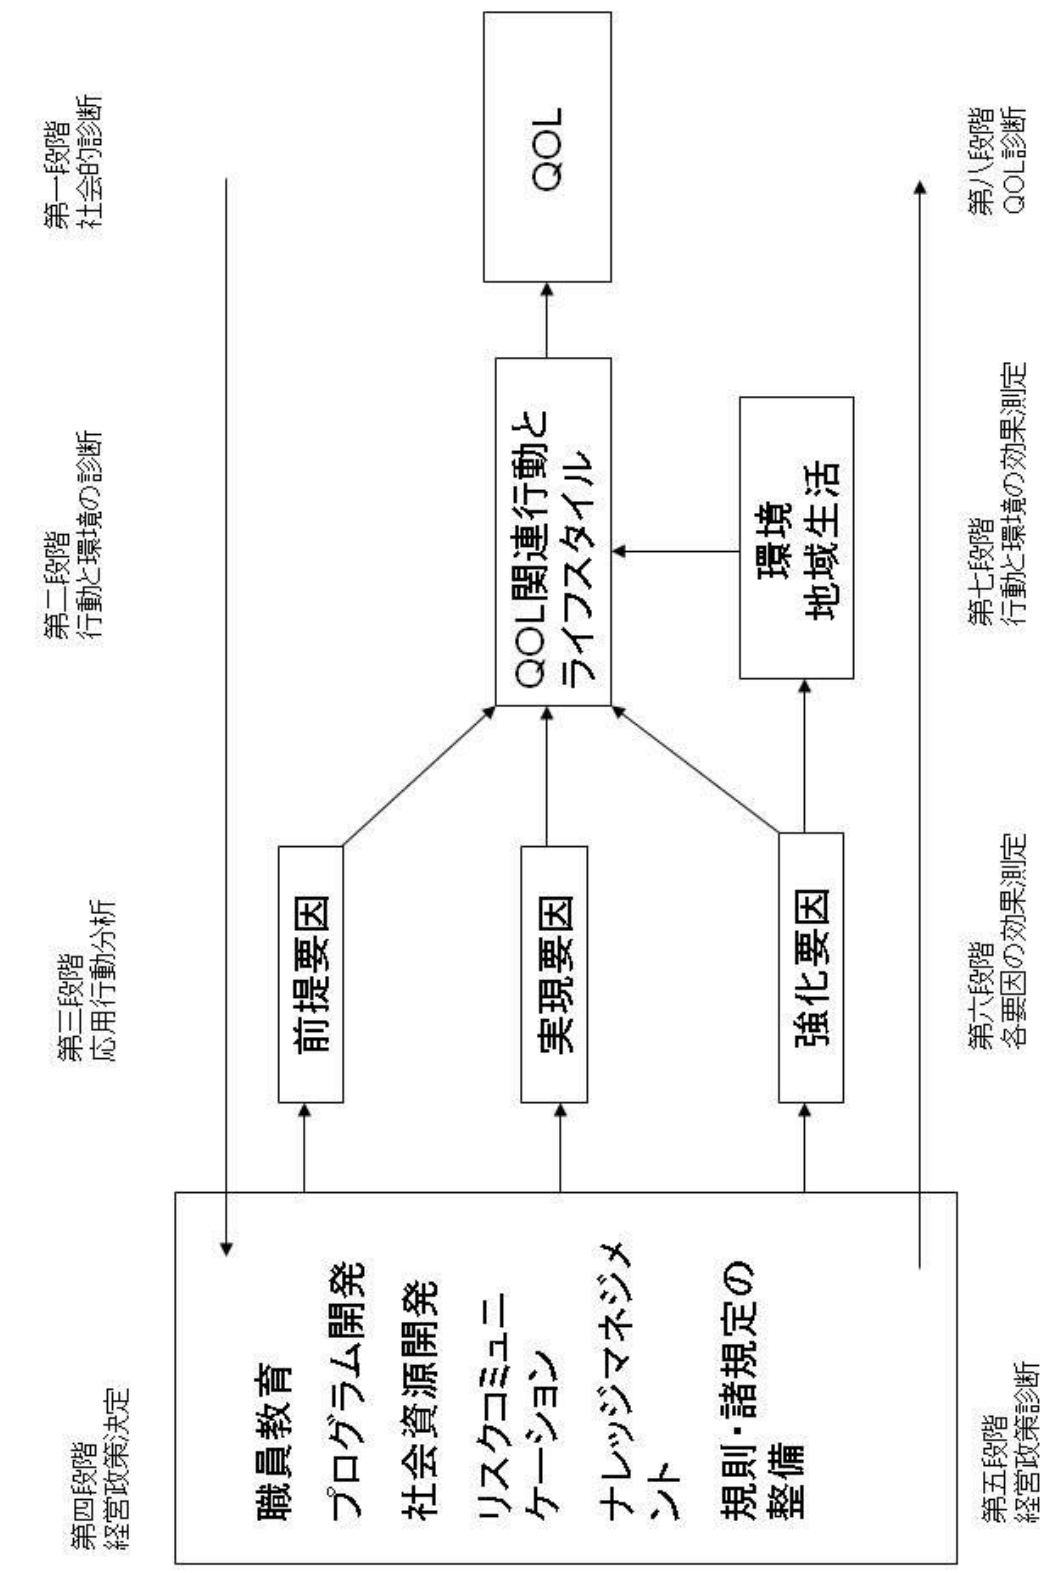 第四段階
経営政策決定
第三段階
応用行動分析
第二段階
行動と環境の診断
第一段階
社会的診断
職員教育
プログラム開発
社会資源開発
リスクコミュニ
ケーション
ナレッジマネジメ
ント
規則・諸規定の
整備
前提要因
実現要因
強化要因
QOL関連行動と
ライフスタイル
環境
地域生活
QOL
第五段階
経営政策診断
第六段階
各要因の効果測定
第七段階
行動と環境の効果測定
第八段階
QOL診断